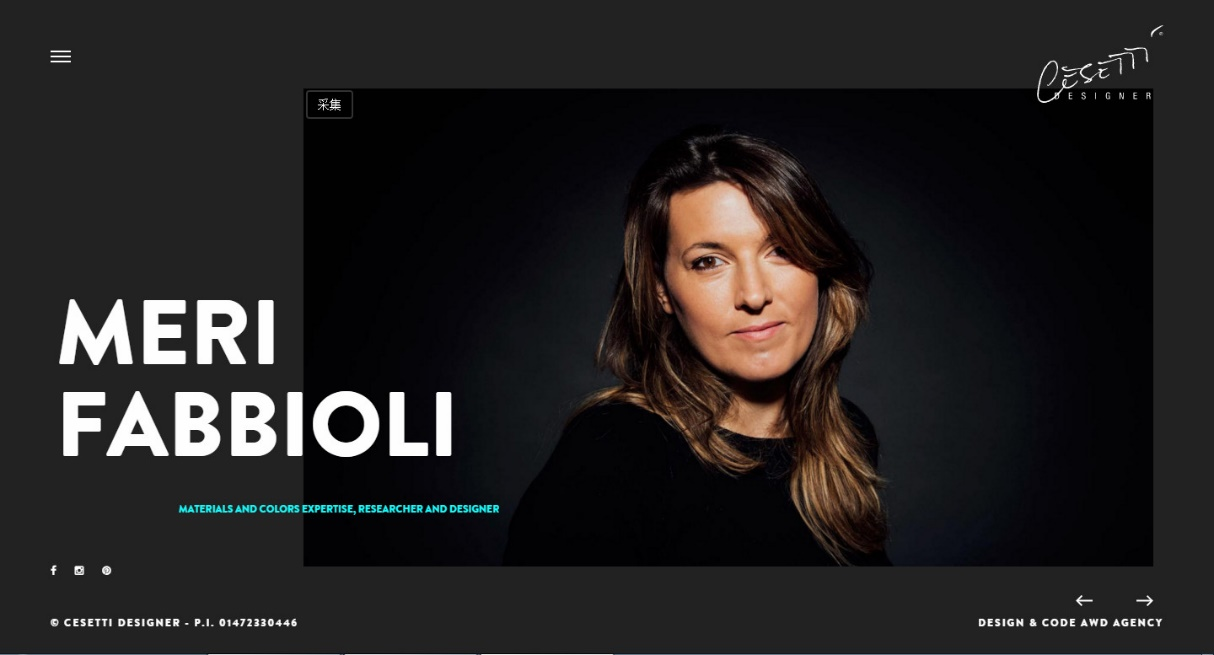 Cesetti
®
DESIGNER
采集
MERI
FABBIOLI
MATERIALS AND COLORS EXPERTISE, RESEARCHER AND DESIGNER
© CESETTI DESIGNER - P.I. 01472330446
DESIGN & CODE AWD AGENCY